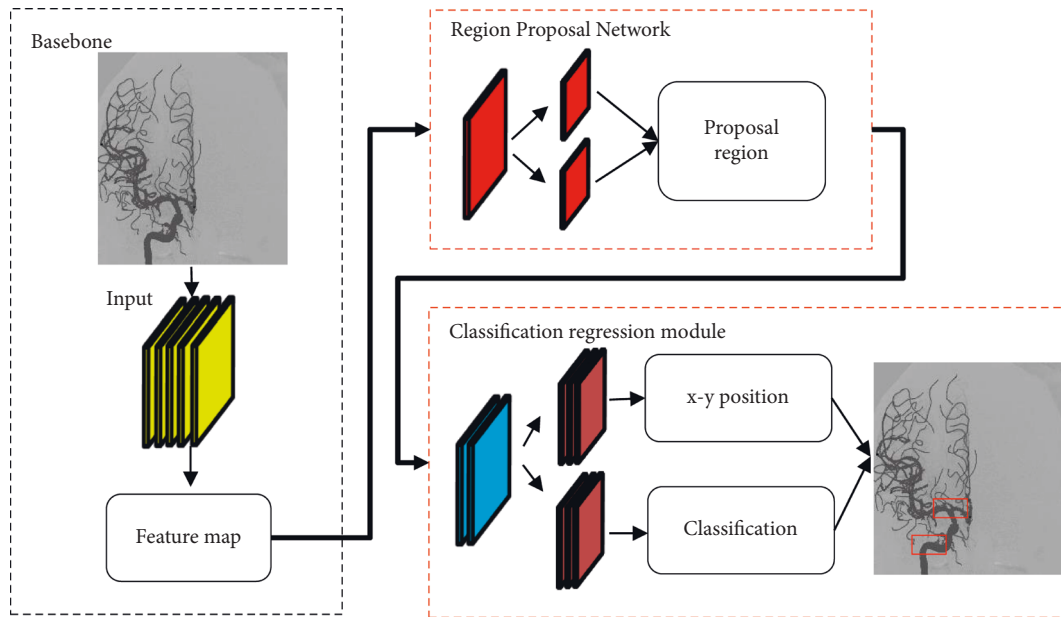 Basebone
Input
Feature map
Region Proposal Network
Proposal
region
Classification regression module
x-y position
Classification